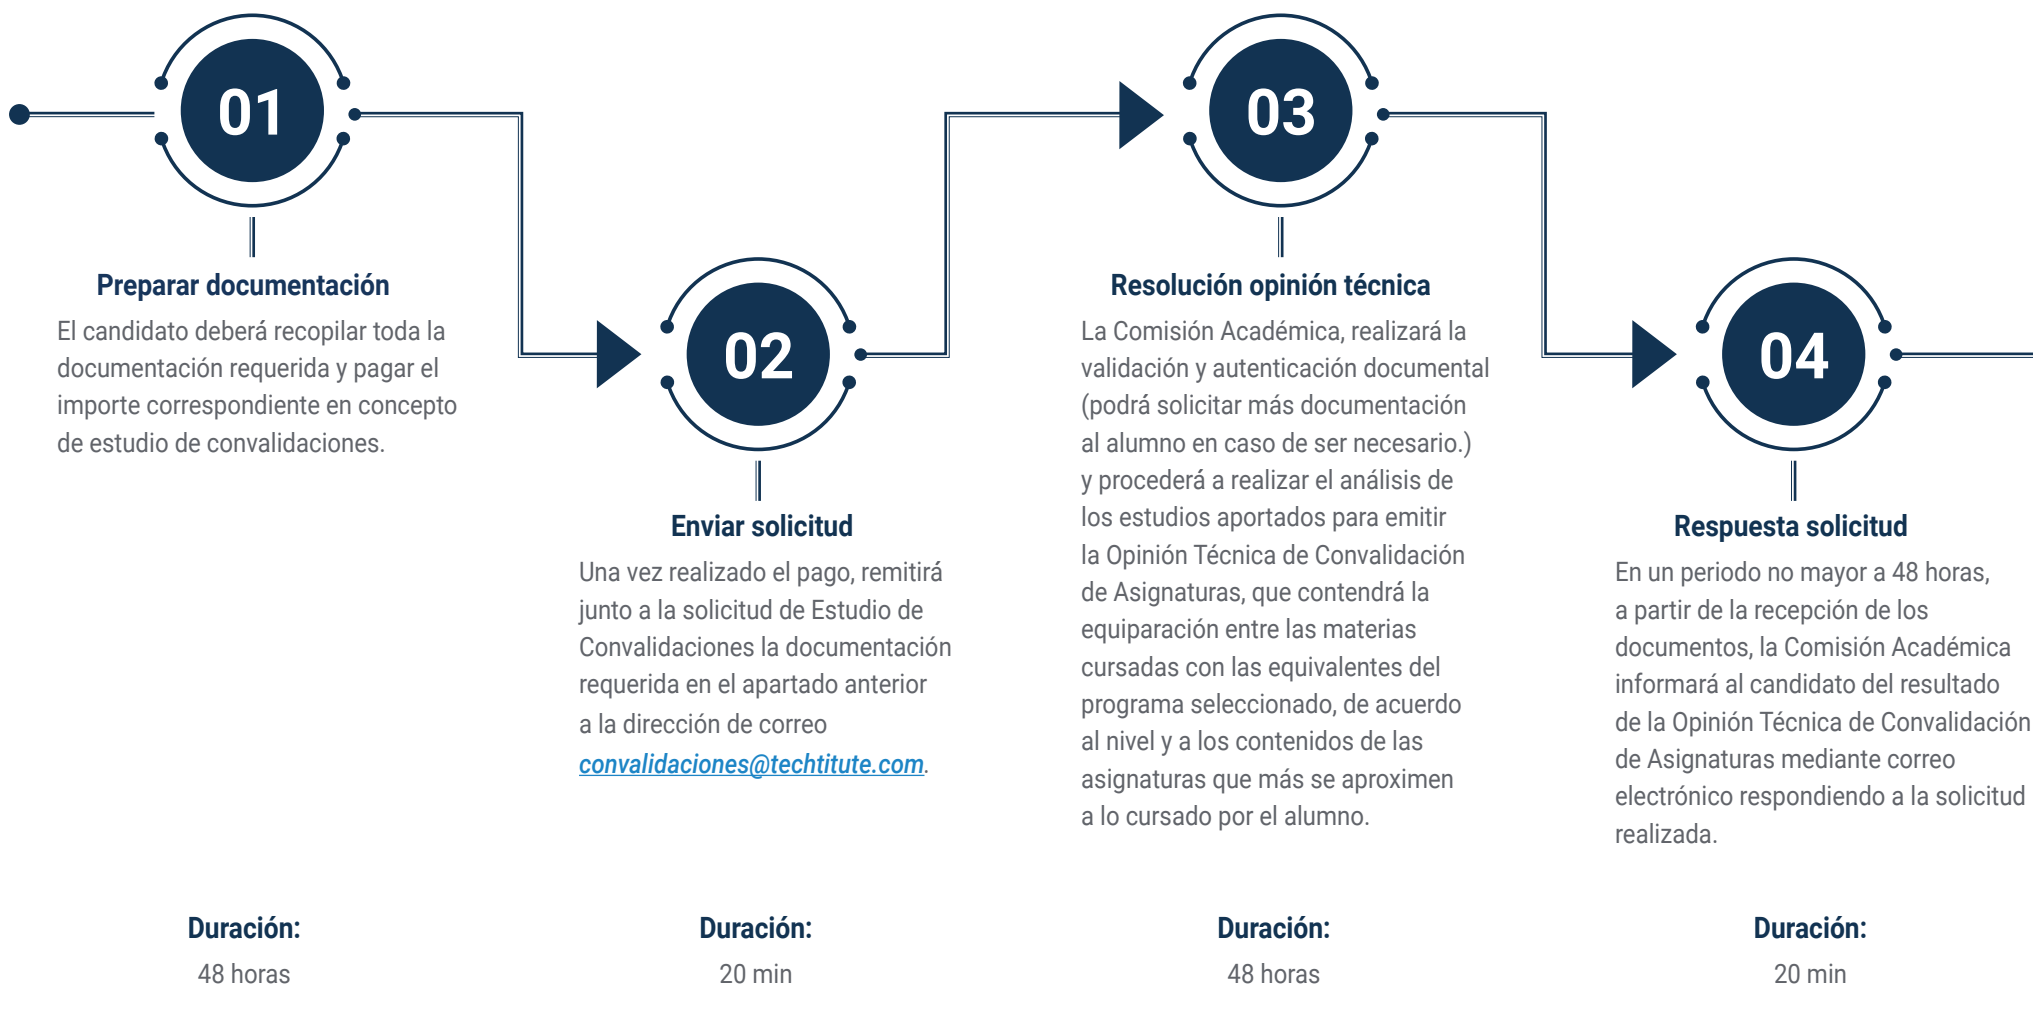 01
Preparar documentación
El candidato deberá recopilar toda la
documentación requerida y pagar el
importe correspondiente en concepto
de estudio de convalidaciones.
Duración:
48 horas
02
Enviar solicitud
Una vez realizado el pago, remitirá
junto a la solicitud de Estudio de
Convalidaciones la documentación
requerida en el apartado anterior
a la dirección de correo
convalidaciones@techtitute.com.
Duración:
20 min
03
Resolución opinión técnica
La Comisión Académica, realizará la
validación y autenticación documental
(podrá solicitar más documentación
al alumno en caso de ser necesario.)
y procederá a realizar el análisis de
los estudios aportados para emitir
la Opinión Técnica de Convalidación
de Asignaturas, que contendrá la
equiparación entre las materias
cursadas con las equivalentes del
programa seleccionado, de acuerdo
al nivel y a los contenidos de las
asignaturas que más se aproximen
a lo cursado por el alumno.
Duración:
48 horas
04
Respuesta solicitud
En un periodo no mayor a 48 horas,
a partir de la recepción de los
documentos, la Comisión Académica
informará al candidato del resultado
de la Opinión Técnica de Convalidación
de Asignaturas mediante correo
electrónico respondiendo a la solicitud
realizada.
Duración:
20 min